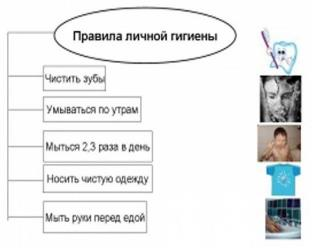 Правила личной гигиены
Чистить зубы
Умываться по утрам
Мыться 2,3 раза в день
Носить чистую одежду
Мыть руки перед едой